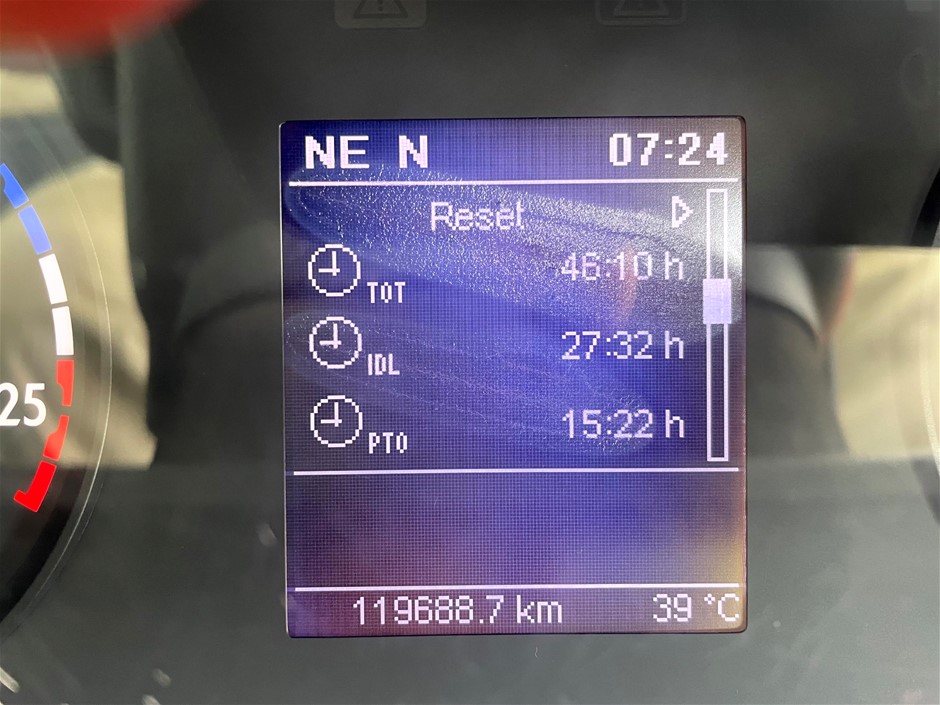 NE N 07:24
Reset
TOT 46:10 h
IDL 27:32 h
PTO 15:22 h
25
119688.7 km 39 °C